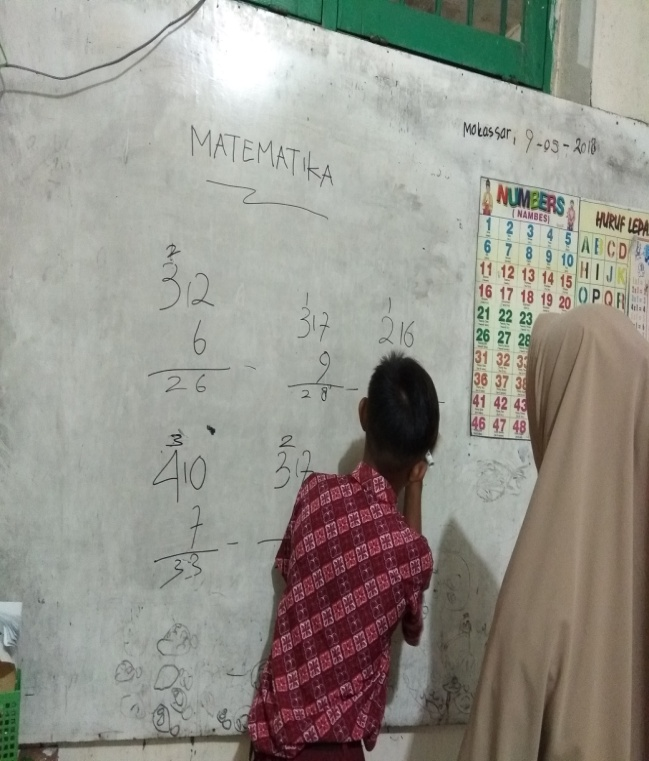 MATEMATIKA
Makassar, 9-05-2018
2
312
6
26 -
1
317
9
28 -
1
216
3
410
7
33 -
2
317
NUMBERS
(NAMBES)
1 2 3 4 5
6 7 8 9 10
11 12 13 14 15
16 17 18 19 20
21 22 23
26 27 28
31 32 33
36 37 38
41 42 43
46 47 48
HURUF
A B C D
H I J K
O P Q R